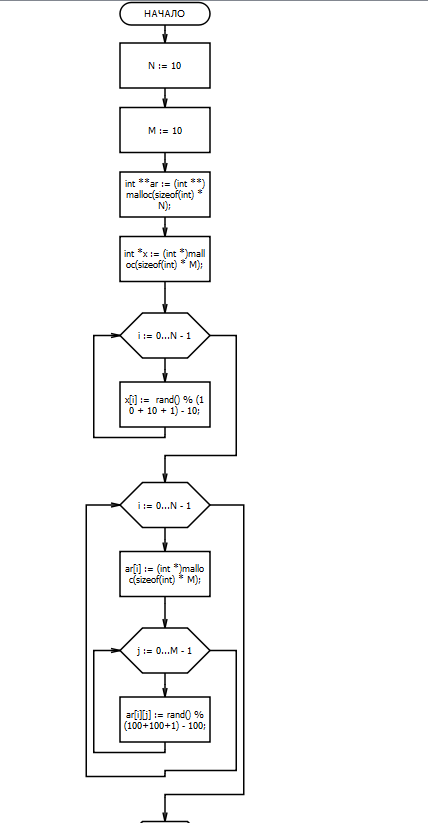 НАЧАЛО
N := 10
M := 10
int **ar := (int **)
malloc(sizeof(int) *
N);
int *x := (int *)mall
oc(sizeof(int) * M);
i := 0...N - 1
x[i] := rand() % (1
0 + 10 + 1) - 10;
i := 0...N - 1
ar[i] := (int *)mallo
c(sizeof(int) * M);
j := 0...M - 1
ar[i][j] := rand() %
(100+100+1) - 100;